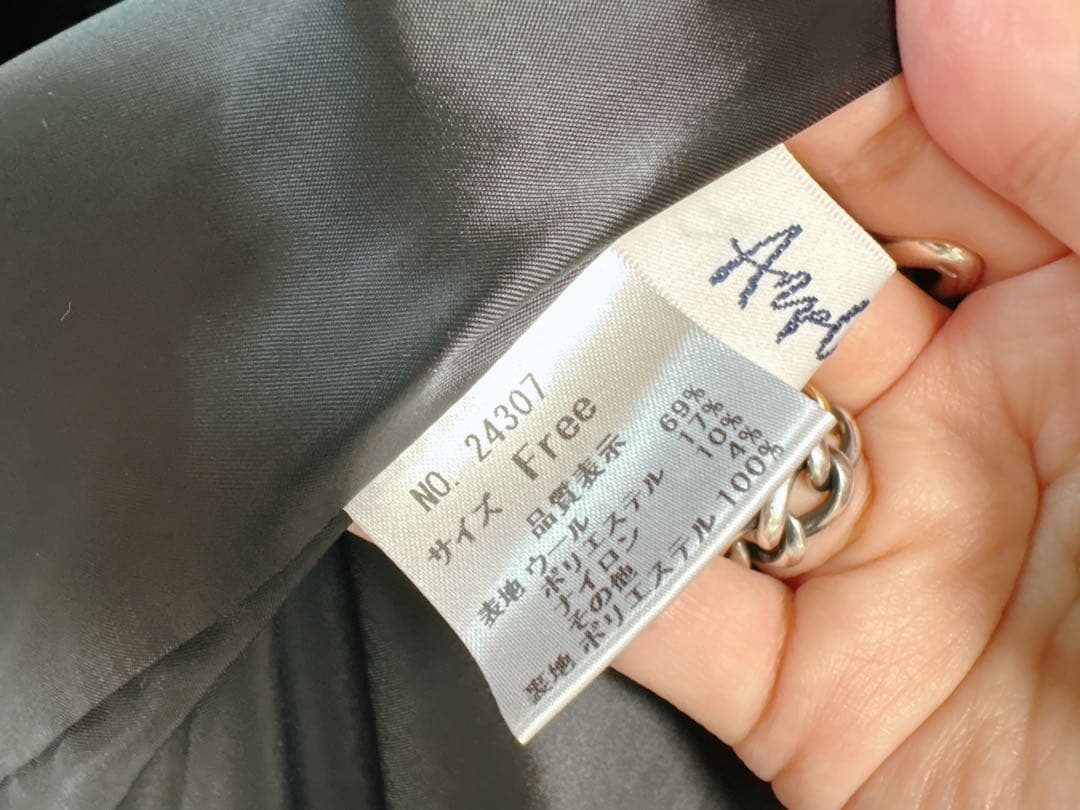 NO. 24307
サイズ Free
品質表示
表地 ウール 69%
ポリエステル 17%
ナイロン 10%
その他 4%
裏地 ポリエステル 100%